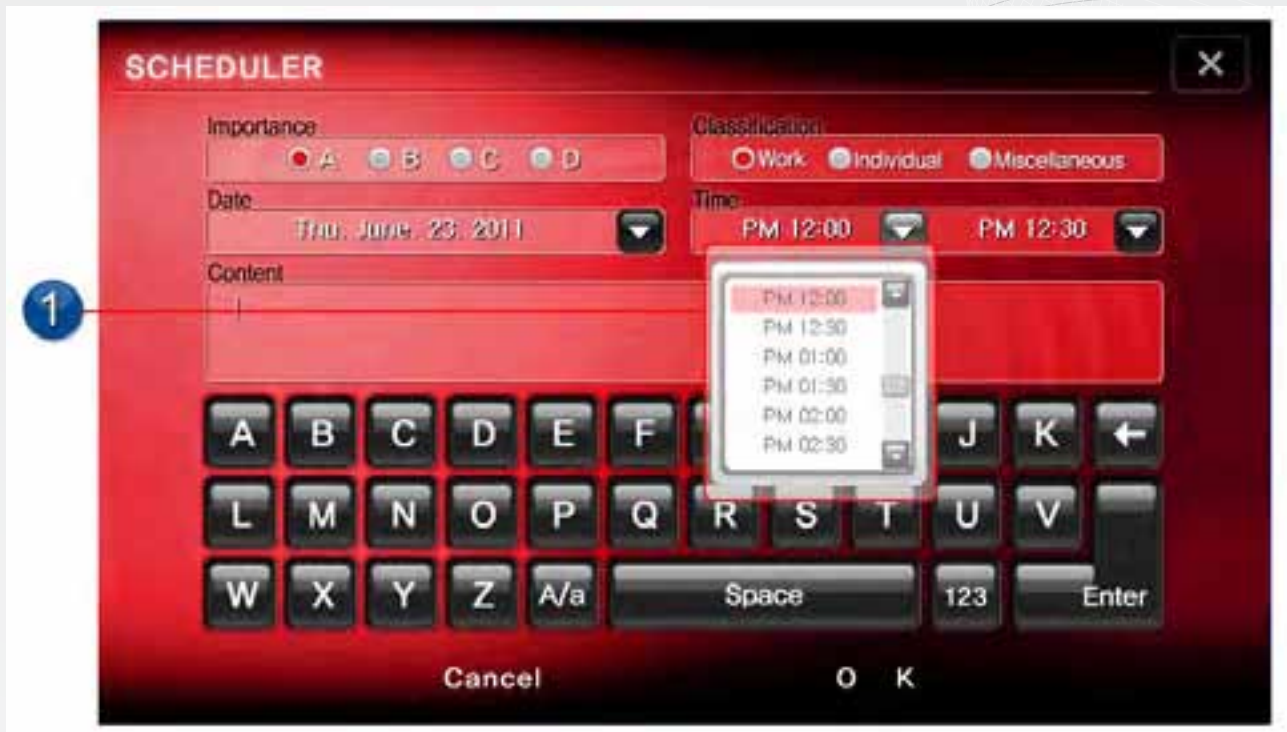 SCHEDULER
Importance
A B C D
Classification
Work Individual Miscellaneous
Date
Thu. June. 23. 2011
Time
PM 12:00 PM 12:30
Content
1
PM 12:00
PM 12:30
PM 01:00
PM 01:30
PM 02:00
PM 02:30
A B C D E F J K
L M N O P Q R S T U V
W X Y Z A/a Space 123 Enter
Cancel O K